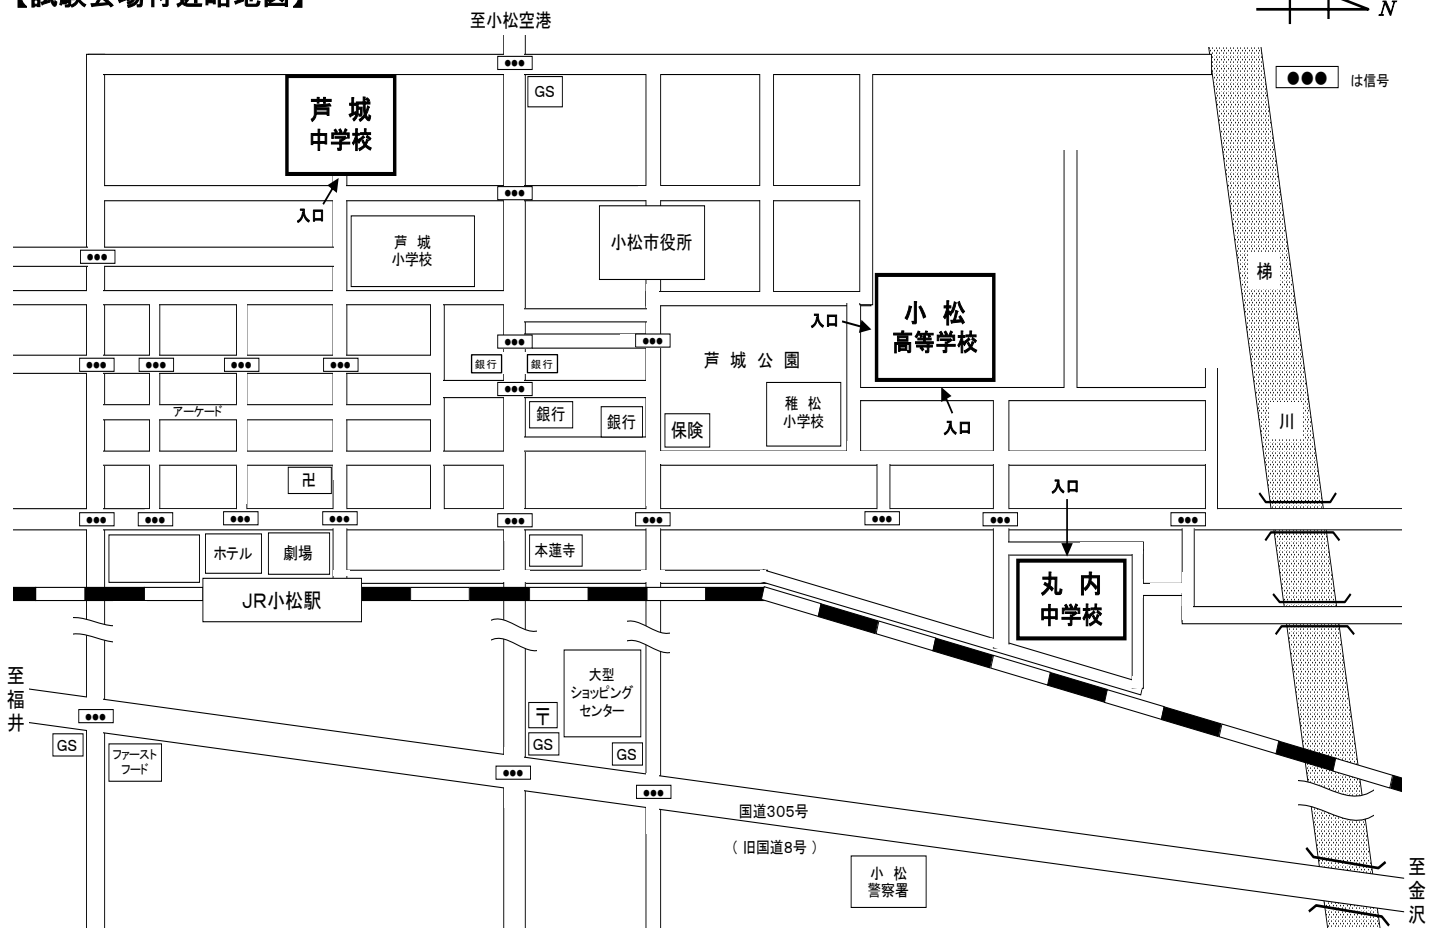 【試験会場付近略地図】
至小松空港
N
は信号
GS
芦 城
中学校
入口
芦 城
小学校
小松市役所
梯
川
小 松
高等学校
入口
入口
芦 城 公 園
稚 松
小学校
銀行
銀行
銀行
銀行
保険
アーケード
卍
入口
ホテル
劇場
本蓮寺
JR小松駅
丸 内
中学校
大型
ショッピング
センター
〒
GS
GS
至
福
井
GS
ファースト
フード
国道305号
(旧国道8号)
小 松
警察署
至
金
沢